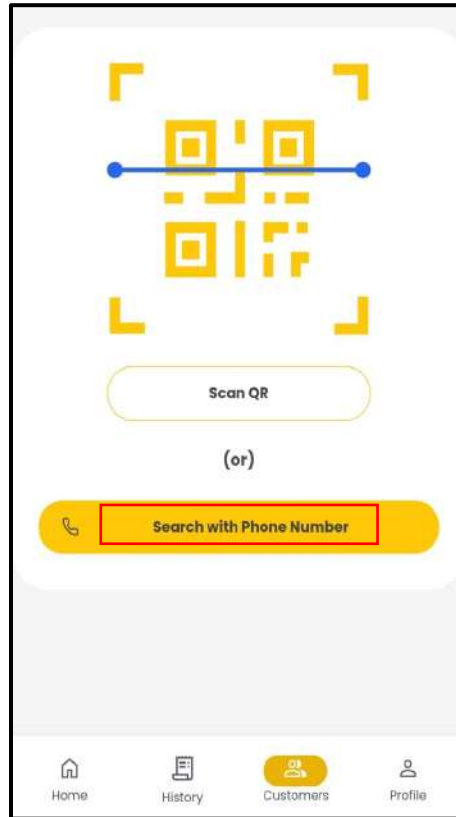 Scan QR
(or)
Search with Phone Number
Home
History
Customers
Profile